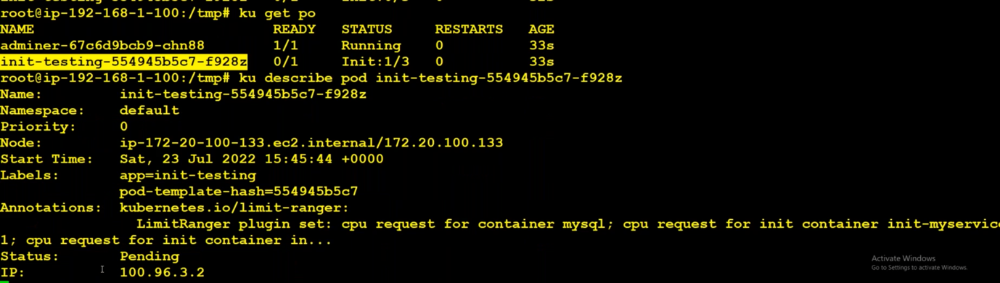 root@ip-192-168-1-100:/tmp# ku get po
NAME READY STATUS RESTARTS AGE
adminer-67c6d9bcb9-chn88 1/1 Running 0 33s
init-testing-554945b5c7-f928z 0/1 Init:1/3 0 33s
root@ip-192-168-1-100:/tmp# ku describe pod init-testing-554945b5c7-f928z
Name: init-testing-554945b5c7-f928z
Namespace: default
Priority: 0
Node: ip-172-20-100-133.ec2.internal/172.20.100.133
Start Time: Sat, 23 Jul 2022 15:45:44 +0000
Labels: app=init-testing
pod-template-hash=554945b5c7
Annotations: kubernetes.io/limit-ranger:
LimitRanger plugin set: cpu request for container mysql; cpu request for init container init-myservice
1; cpu request for init container in...
Status: Pending
IP: 100.96.3.2
Activate Windows
Go to Settings to activate Windows.